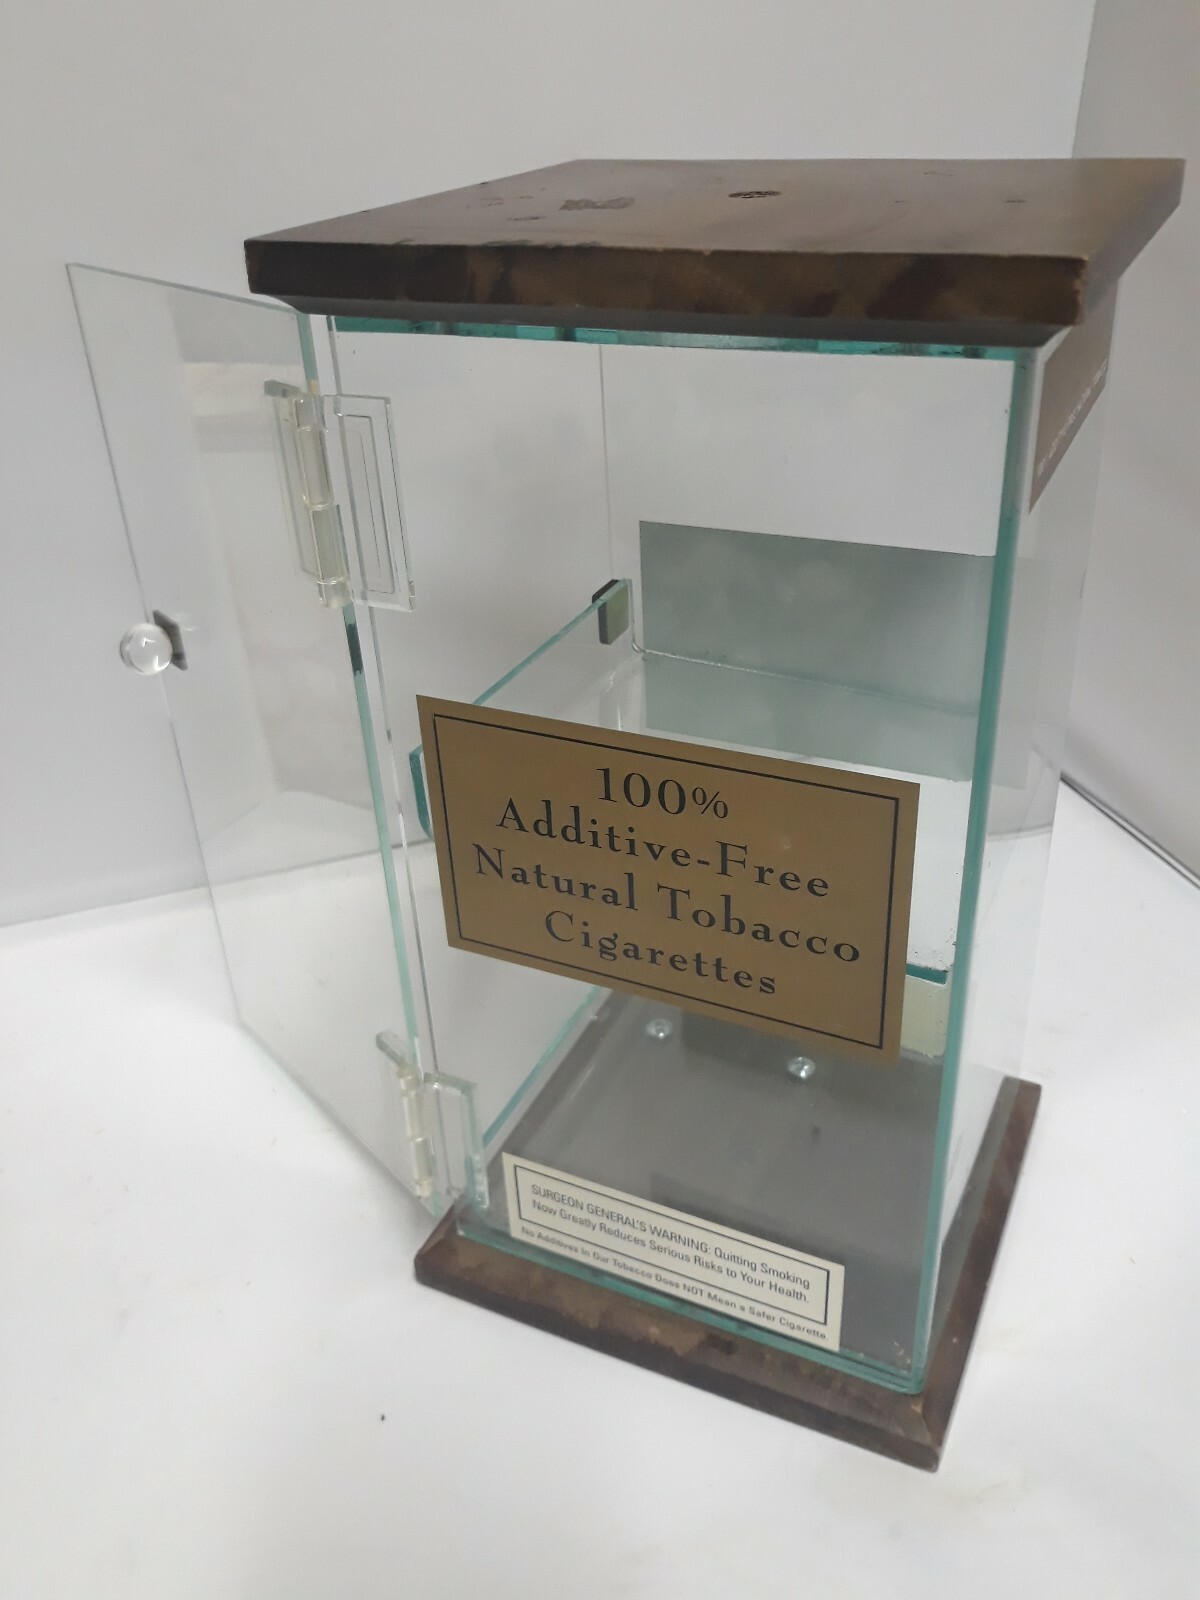 100%
Additive-Free
Natural Tobacco
Cigarettes
SURGEON GENERAL'S WARNING: Quitting Smoking
Now Greatly Reduces Serious Risks to Your Health.
No Additives in Our Tobacco Does NOT Mean a Safer Cigarette.